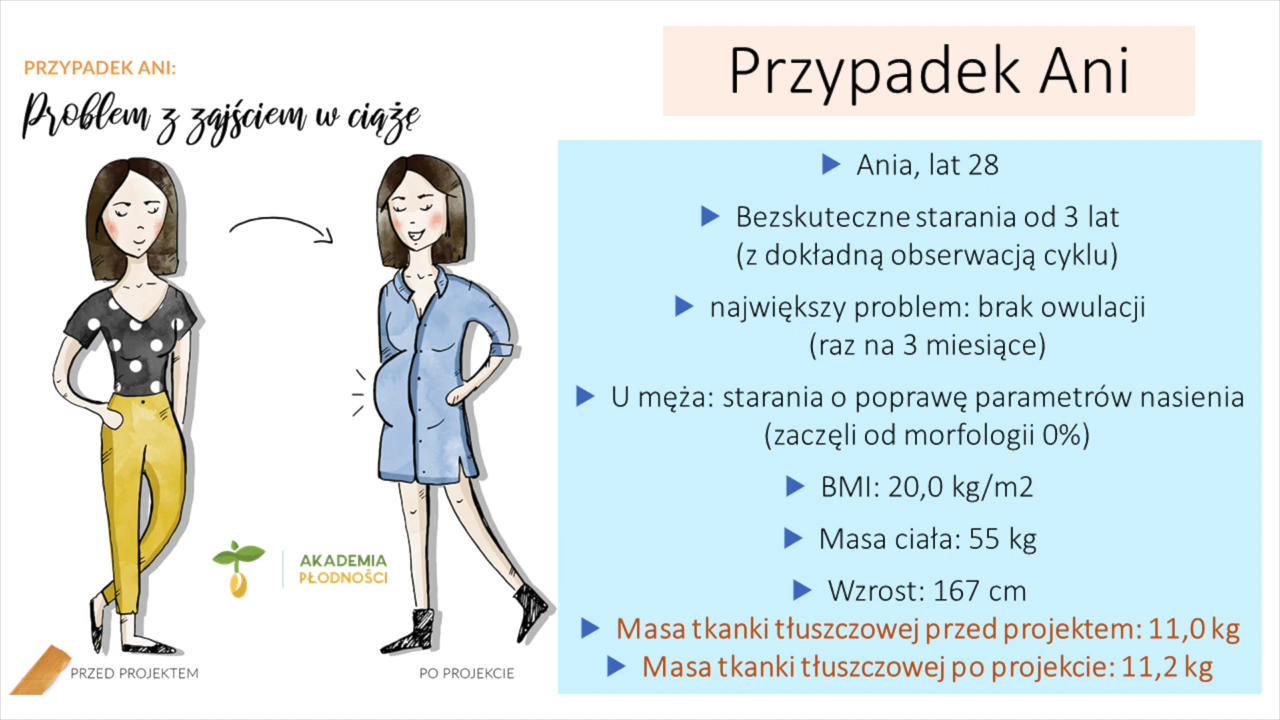 PRZYPADEK ANI:
Problem z zajściem w ciążę
AKADEMIA
PŁODNOŚCI
PRZED PROJEKTEM
PO PROJEKCIE
Przypadek Ani
Ania, lat 28
Bezskuteczne starania od 3 lat
(z dokładną obserwacją cyklu)
największy problem: brak owulacji
(raz na 3 miesiące)
U męża: starania o poprawę parametrów nasienia
(zaczęli od morfologii 0%)
BMI: 20,0 kg/m2
Masa ciała: 55 kg
Wzrost: 167 cm
Masa tkanki tłuszczowej przed projektem: 11,0 kg
Masa tkanki tłuszczowej po projekcie: 11,2 kg